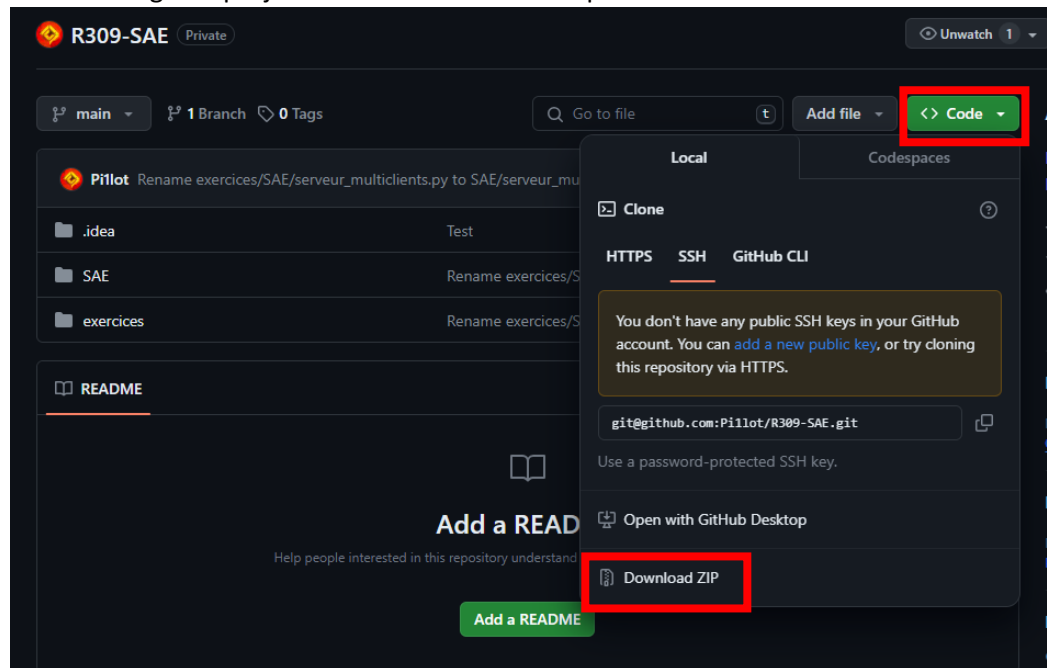 R309-SAE Private Unwatch 1
main 1 Branch 0 Tags Go to file t Add file <> Code
Local Codespaces
Pi1lot Rename exercices/SAE/serveur_multiclients.py to SAE/serveur_mu
Clone
.idea Test
HTTPS SSH GitHub CLI
SAE Rename exercices/S
exercices Rename exercices/S
You don't have any public SSH keys in your GitHub
account. You can add a new public key, or try cloning
this repository via HTTPS.
README
git@github.com:Pi1lot/R309-SAE.git
Use a password-protected SSH key.
Open with GitHub Desktop
Add a READ
Help people interested in this repository understand
Download ZIP
Add a README